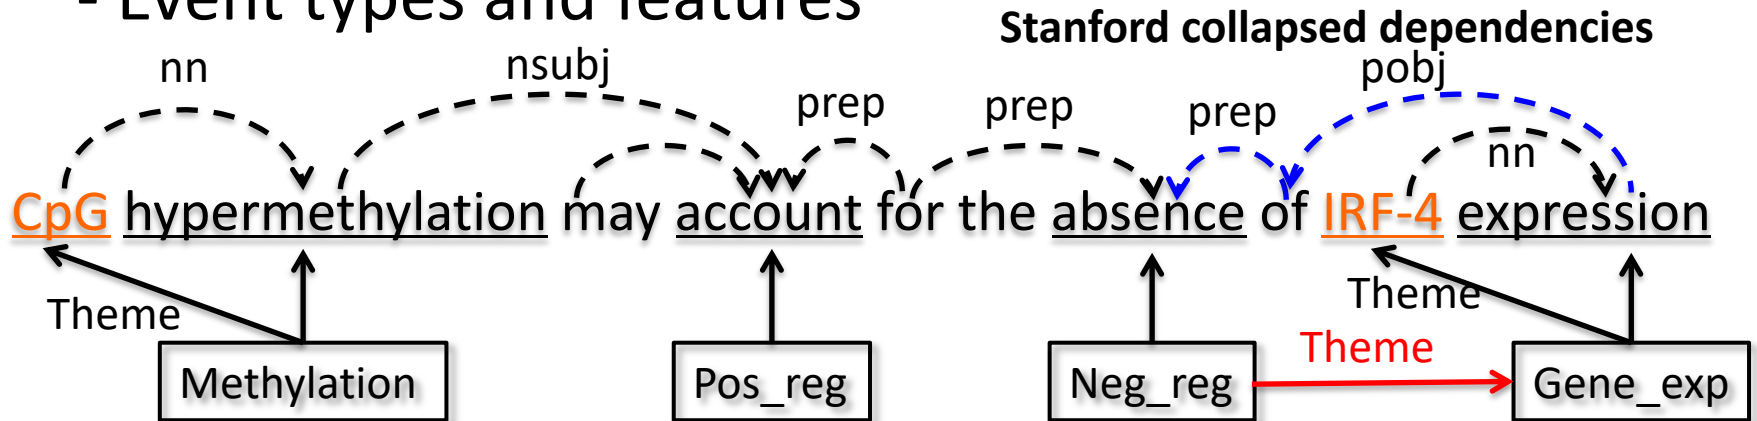 - Event types and features
Stanford collapsed dependencies
nn nsubj prep prep prep pobj
nn
CpG hypermethylation may account for the absence of IRF-4 expression
Theme Theme
Theme
Methylation Pos_reg Neg_reg Gene_exp